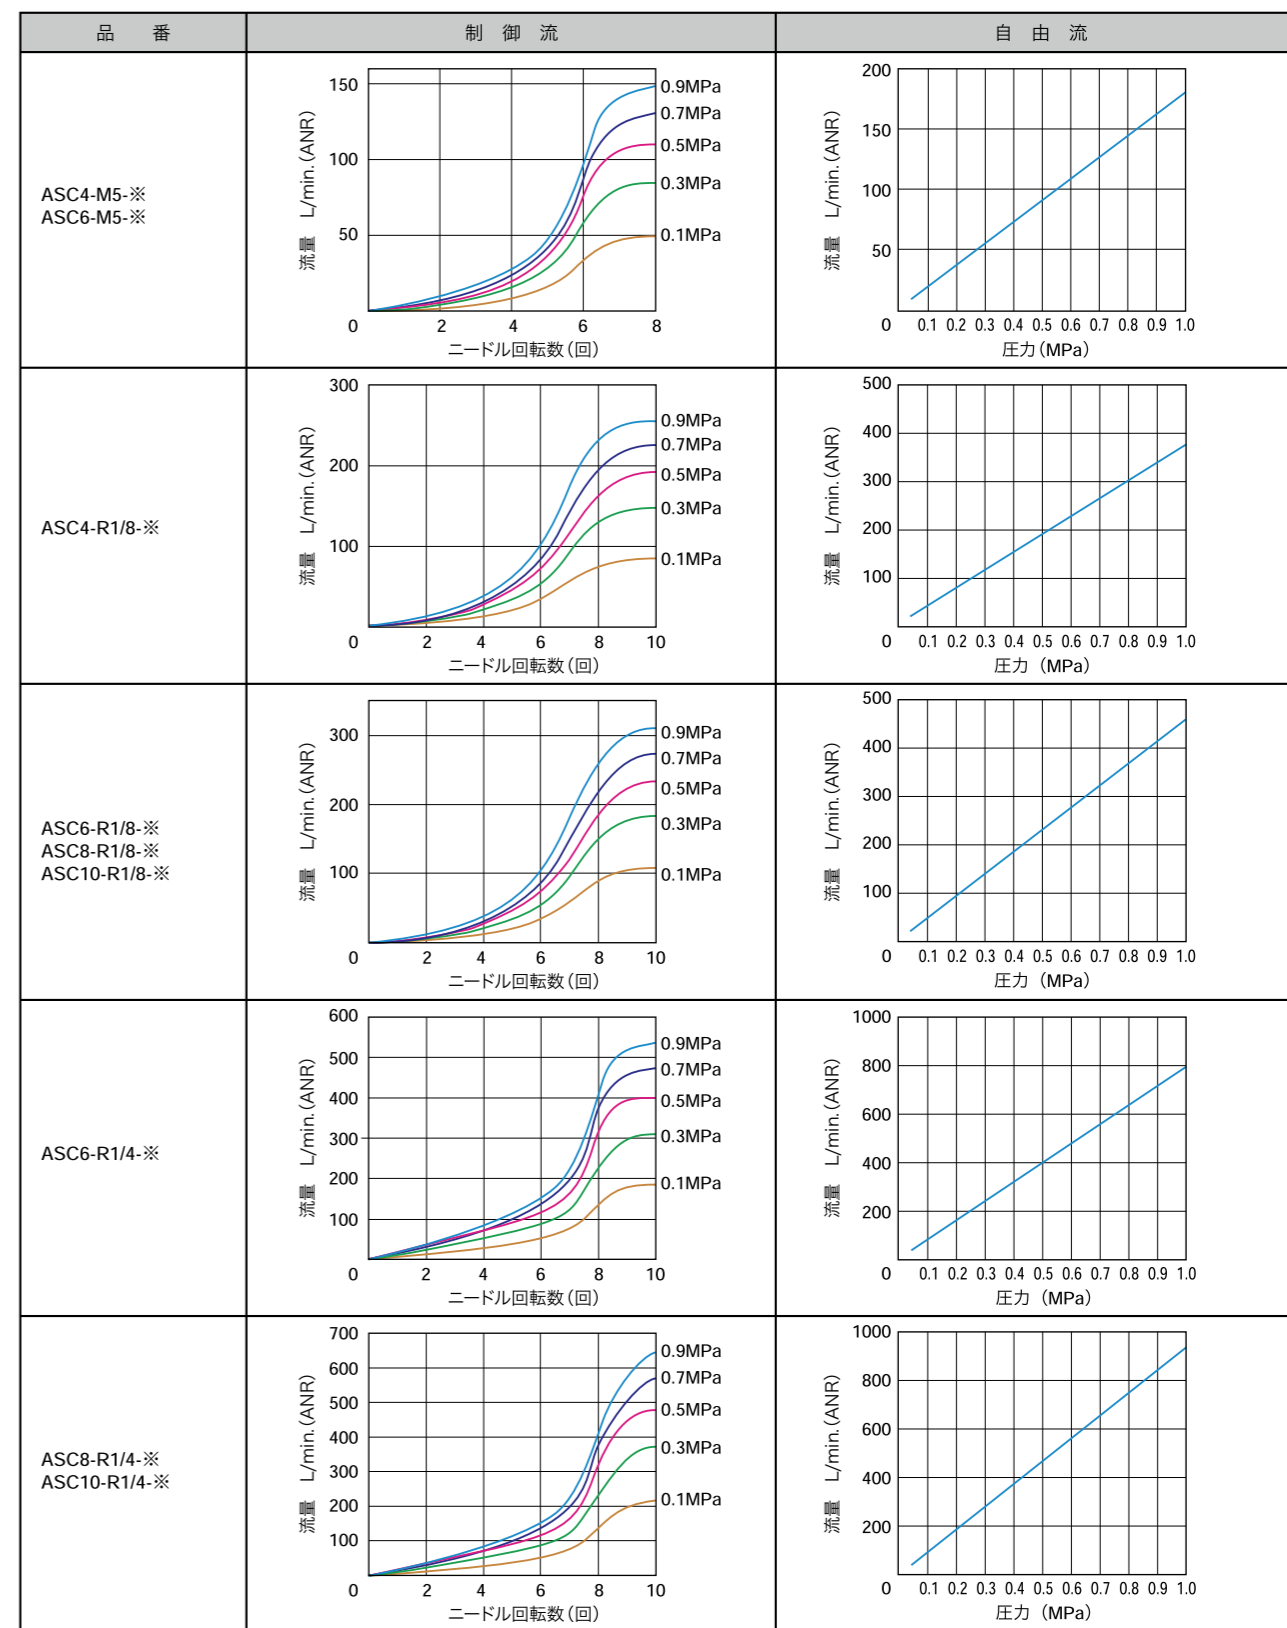 品　番
制　御　流
自　由　流
ASC4-M5-※
ASC6-M5-※
流量　L/min.(ANR)
150
100
50
0
2
4
6
8
ニードル回転数(回)
0.9MPa
0.7MPa
0.5MPa
0.3MPa
0.1MPa
流量　L/min.(ANR)
200
150
100
50
0
0.1 0.2 0.3 0.4 0.5 0.6 0.7 0.8 0.9 1.0
圧力(MPa)
ASC4-R1/8-※
流量　L/min.(ANR)
300
200
100
0
2
4
6
8
10
ニードル回転数(回)
0.9MPa
0.7MPa
0.5MPa
0.3MPa
0.1MPa
流量　L/min.(ANR)
500
400
300
200
100
0
0.1 0.2 0.3 0.4 0.5 0.6 0.7 0.8 0.9 1.0
圧力 (MPa)
ASC6-R1/8-※
ASC8-R1/8-※
ASC10-R1/8-※
流量　L/min.(ANR)
300
200
100
0
2
4
6
8
10
ニードル回転数(回)
0.9MPa
0.7MPa
0.5MPa
0.3MPa
0.1MPa
流量　L/min.(ANR)
500
400
300
200
100
0
0.1 0.2 0.3 0.4 0.5 0.6 0.7 0.8 0.9 1.0
圧力 (MPa)
ASC6-R1/4-※
流量　L/min.(ANR)
600
500
400
300
200
100
0
2
4
6
8
10
ニードル回転数(回)
0.9MPa
0.7MPa
0.5MPa
0.3MPa
0.1MPa
流量　L/min.(ANR)
1000
800
600
400
200
0
0.1 0.2 0.3 0.4 0.5 0.6 0.7 0.8 0.9 1.0
圧力 (MPa)
ASC8-R1/4-※
ASC10-R1/4-※
流量　L/min.(ANR)
700
600
500
400
300
200
100
0
2
4
6
8
10
ニードル回転数(回)
0.9MPa
0.7MPa
0.5MPa
0.3MPa
0.1MPa
流量　L/min.(ANR)
1000
800
600
400
200
0
0.1 0.2 0.3 0.4 0.5 0.6 0.7 0.8 0.9 1.0
圧力 (MPa)